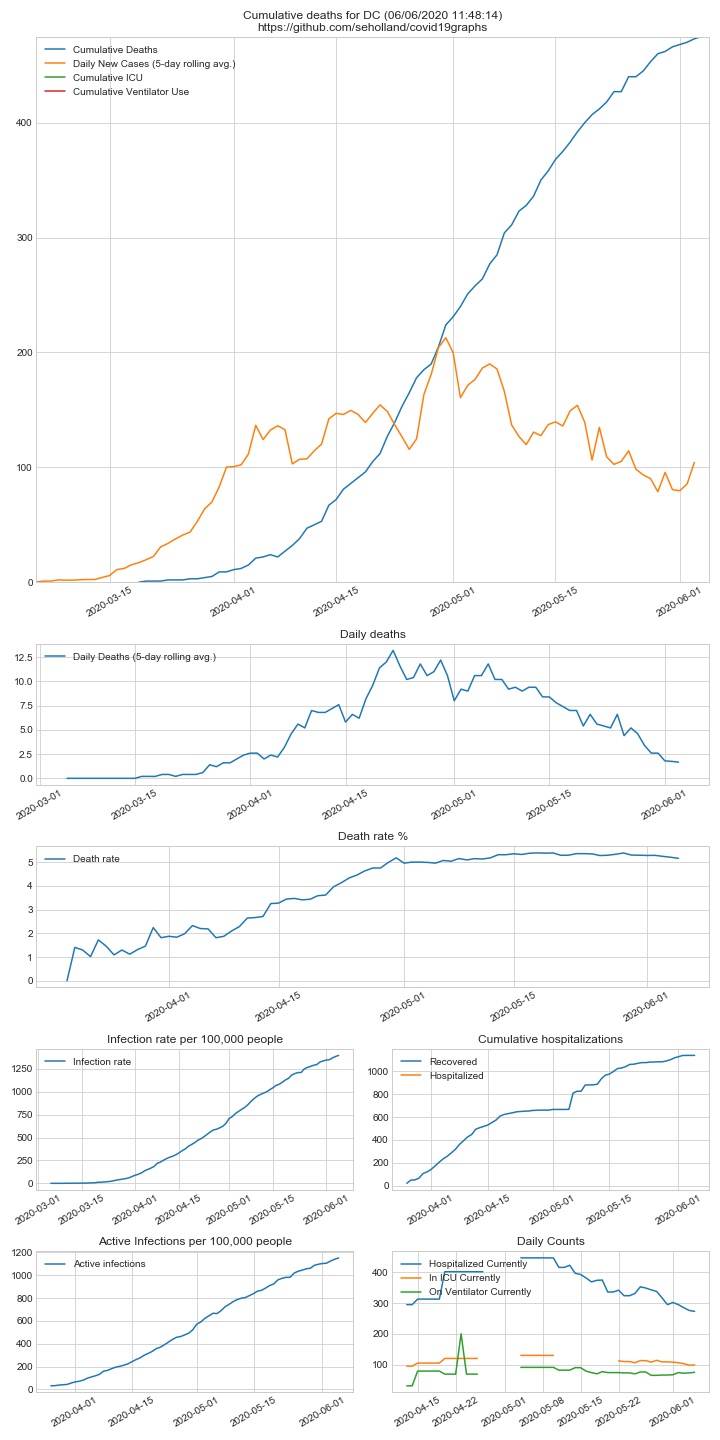 Cumulative deaths for DC (06/06/2020 11:48:14)
https://github.com/seholland/covid19graphs
Cumulative Deaths
Daily New Cases (5-day rolling avg.)
Cumulative ICU
Cumulative Ventilator Use
400
300
200
100
0
2020-03-15 2020-04-01 2020-04-15 2020-05-01 2020-05-15 2020-06-01
Daily deaths
Daily Deaths (5-day rolling avg.)
12.5
10.0
7.5
5.0
2.5
0.0
2020-03-01 2020-03-15 2020-04-01 2020-04-15 2020-05-01 2020-05-15 2020-06-01
Death rate %
Death rate
5
4
3
2
1
0
2020-04-01 2020-04-15 2020-05-01 2020-05-15 2020-06-01
Infection rate per 100,000 people
Infection rate
1250
1000
750
500
250
0
2020-03-01 2020-03-15 2020-04-01 2020-04-15 2020-05-01 2020-05-15 2020-06-01
Cumulative hospitalizations
Recovered
Hospitalized
1000
800
600
400
200
0
2020-04-01 2020-04-15 2020-05-01 2020-05-15 2020-06-01
Active Infections per 100,000 people
Active infections
1200
1000
800
600
400
200
0
2020-04-01 2020-04-15 2020-05-01 2020-05-15 2020-06-01
Daily Counts
Hospitalized Currently
In ICU Currently
On Ventilator Currently
400
300
200
100
2020-04-15 2020-04-22 2020-05-01 2020-05-08 2020-05-15 2020-05-22 2020-06-01